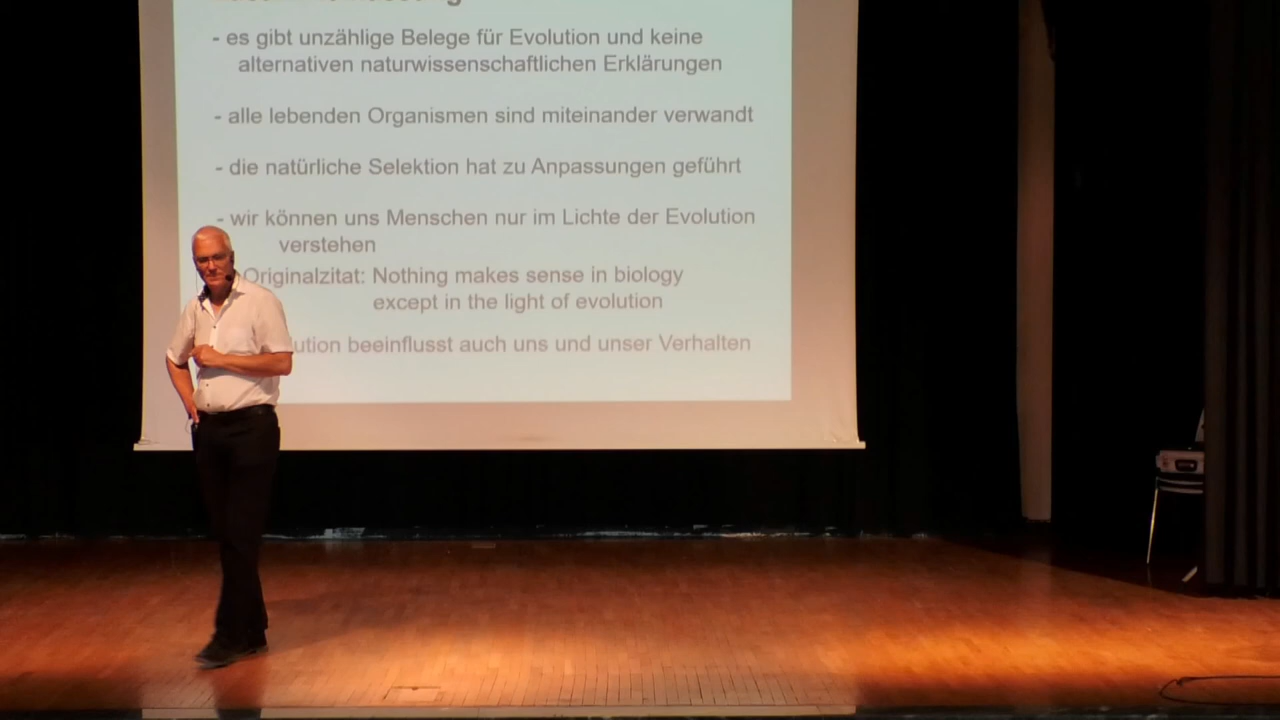 - es gibt unzählige Belege für Evolution und keine
alternativen naturwissenschaftlichen Erklärungen
- alle lebenden Organismen sind miteinander verwandt
- die natürliche Selektion hat zu Anpassungen geführt
- wir können uns Menschen nur im Lichte der Evolution
verstehen
Originalzitat: Nothing makes sense in biology
except in the light of evolution
beeinflusst auch uns und unser Verhalten